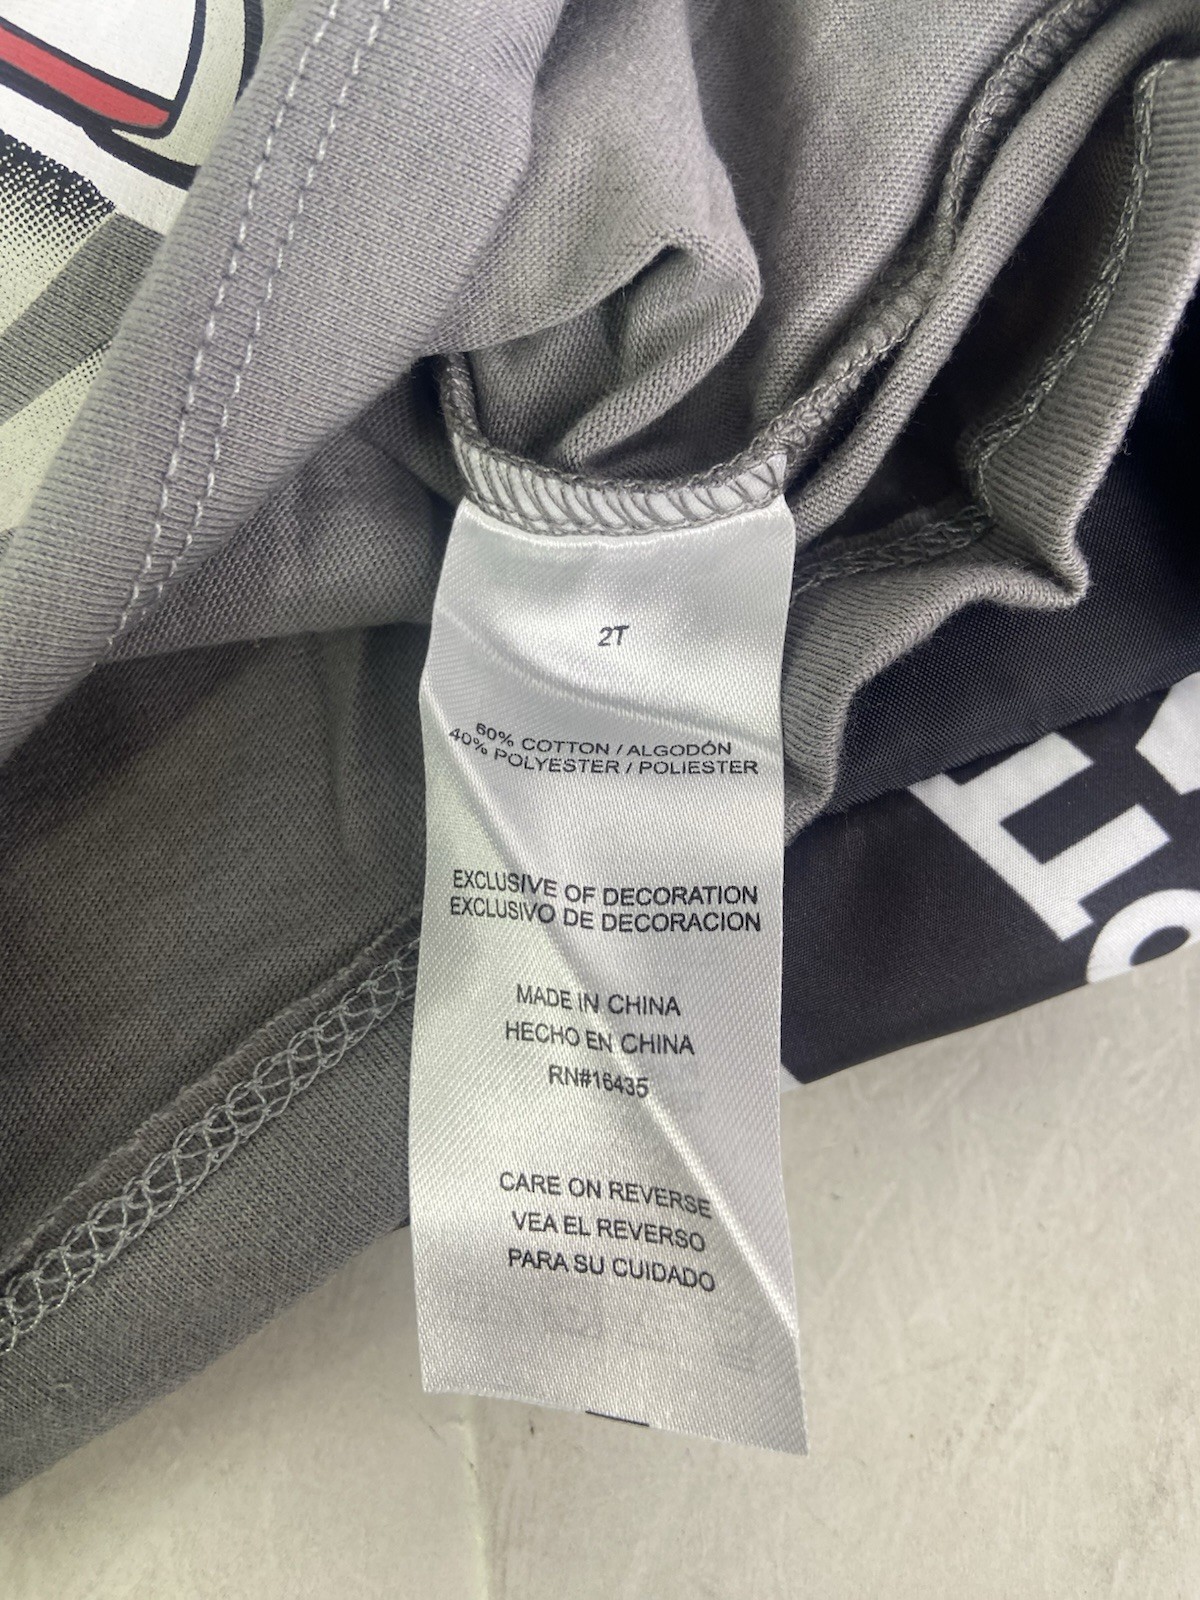 2T
60% COTTON / ALGODÓN
40% POLYESTER / POLIESTER
EXCLUSIVE OF DECORATION
EXCLUSIVO DE DECORACION
MADE IN CHINA
HECHO EN CHINA
RN#16435
CARE ON REVERSE
VEA EL REVERSO
PARA SU CUIDADO